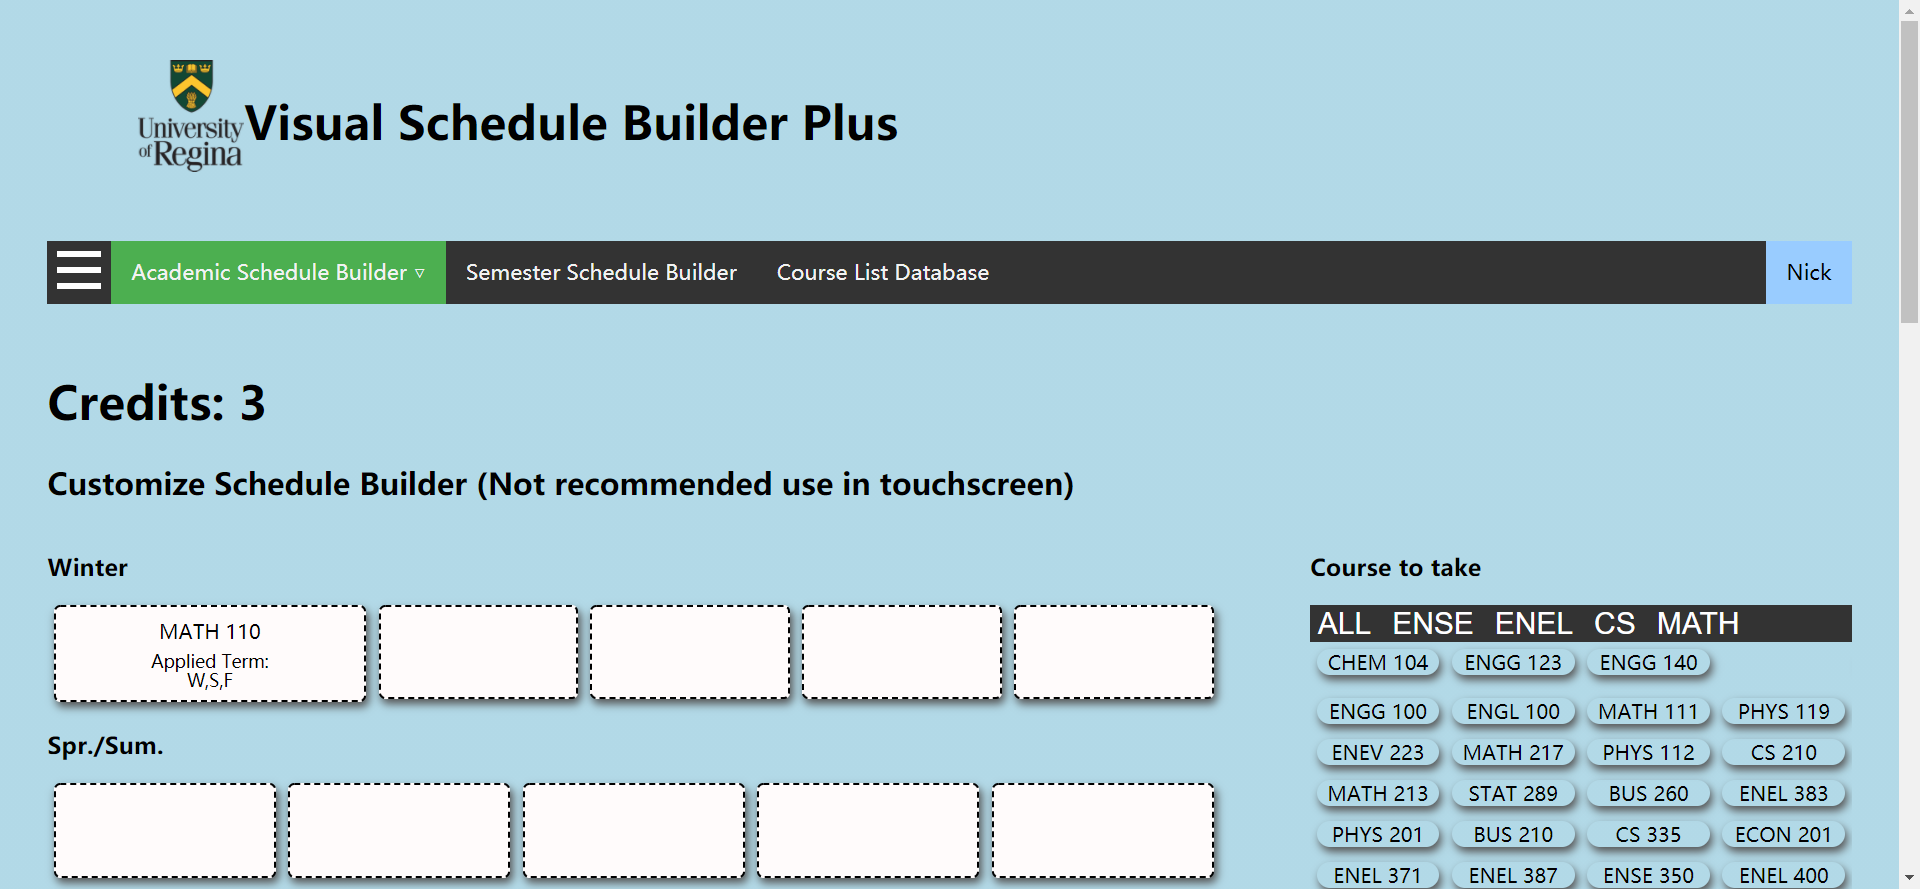 University
of Regina
Visual Schedule Builder Plus
Academic Schedule Builder ▿
Semester Schedule Builder
Course List Database
Nick
Credits: 3
Customize Schedule Builder (Not recommended use in touchscreen)
Winter
MATH 110
Applied Term:
W,S,F
Spr./Sum.
Course to take
ALL ENSE ENEL CS MATH
CHEM 104 ENGG 123 ENGG 140
ENGG 100 ENGL 100 MATH 111 PHYS 119
ENEV 223 MATH 217 PHYS 112 CS 210
MATH 213 STAT 289 BUS 260 ENEL 383
PHYS 201 BUS 210 CS 335 ECON 201
ENEL 371 ENEL 387 ENSE 350 ENEL 400